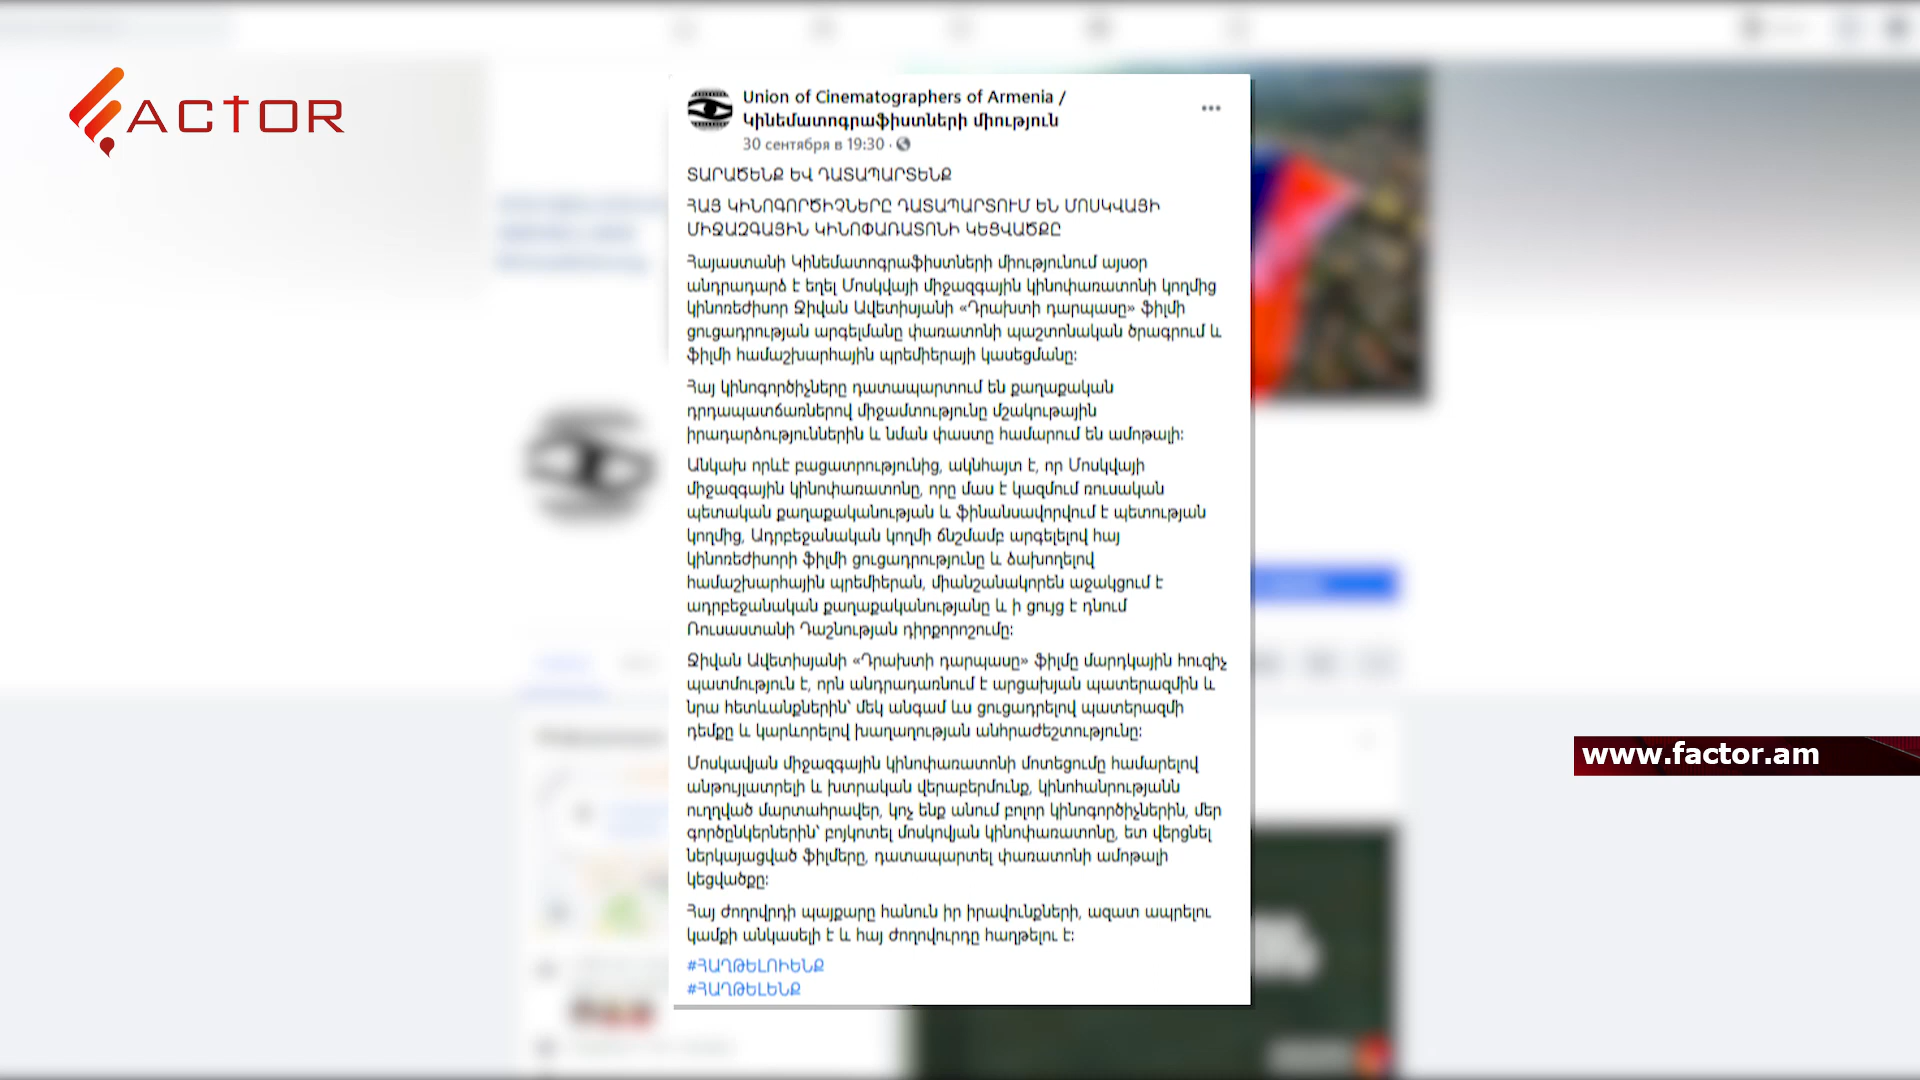 ACTOR
Union of Cinematographers of Armenia /
Կինեմատոգրաֆիստների միություն
30 сентября в 19:30
ՏԱՐԱԾԵՆՔ ԵՎ ԴԱՏԱՊԱՐՏԵՆՔ
ՀԱՅ ԿԻՆՈԳՈՐԾԻՉՆԵՐԸ ԴԱՏԱՊԱՐՏՈՒՄ ԵՆ ՄՈՍԿՎԱՅԻ
ՄԻՋԱԶԳԱՅԻՆ ԿԻՆՈՓԱՌԱՏՈՆԻ ԿԵՑՎԱԾՔԸ
Հայաստանի Կինեմատոգրաֆիստների միությունում այսօր
անդրադարձ է եղել Մոսկվայի միջազգային կինոփառատոնի կողմից
կինոռեժիսոր Ջիվան Ավետիսյանի «Դրախտի դարպասը» ֆիլմի
ցուցադրության արգելմանը փառատոնի պաշտոնական ծրագրում և
ֆիլմի համաշխարհային պրեմիերայի կասեցմանը:
Հայ կինոգործիչները դատապարտում են քաղաքական
դրդապատճառներով միջամտությունը մշակութային
իրադարձություններին և նման փաստը համարում են ամոթալի:
Անկախ որևէ բացատրությունից, ակնհայտ է, որ Մոսկվայի
միջազգային կինոփառատոնը, որը մաս է կազմում ռուսական
պետական քաղաքականության և ֆինանսավորվում է պետության
կողմից, Ադրբեջանական կողմի ճնշմամբ արգելելով հայ
կինոռեժիսորի ֆիլմի ցուցադրությունը և ձախողելով
համաշխարհային պրեմիերան, միանշանակորեն աջակցում է
ադրբեջանական քաղաքականությանը և ի ցույց է դնում
Ռուսաստանի Դաշնության դիրքորոշումը:
Ջիվան Ավետիսյանի «Դրախտի դարպասը» ֆիլմը մարդկային հուզիչ
պատմություն է, որն անդրադառնում է արցախյան պատերազմին և
նրա հետևանքներին՝ մեկ անգամ ևս ցուցադրելով պատերազմի
դեմքը և կարևորելով խաղաղության անհրաժեշտությունը:
Մոսկավյան միջազգային կինոփառատոնի մոտեցումը համարելով
անթույլատրելի և խտրական վերաբերմունք, կինոհանրությանն
ուղղված մարտահրավեր, կոչ ենք անում բոլոր կինոգործիչներին, մեր
գործընկերներին՝ բոյկոտել մոսկովյան կինոփառատոնը, ետ վերցնել
ներկայացված ֆիլմերը, դատապարտել փառատոնի ամոթալի
կեցվածքը:
Հայ ժողովրդի պայքարը հանուն իր իրավունքների, ազատ ապրելու
կամքի անկասելի է և հայ ժողովուրդը հաղթելու է:
#ՀԱՂԹԵԼՈՒԵՆՔ
#ՀԱՂԹԵԼԵՆՔ
www.factor.am